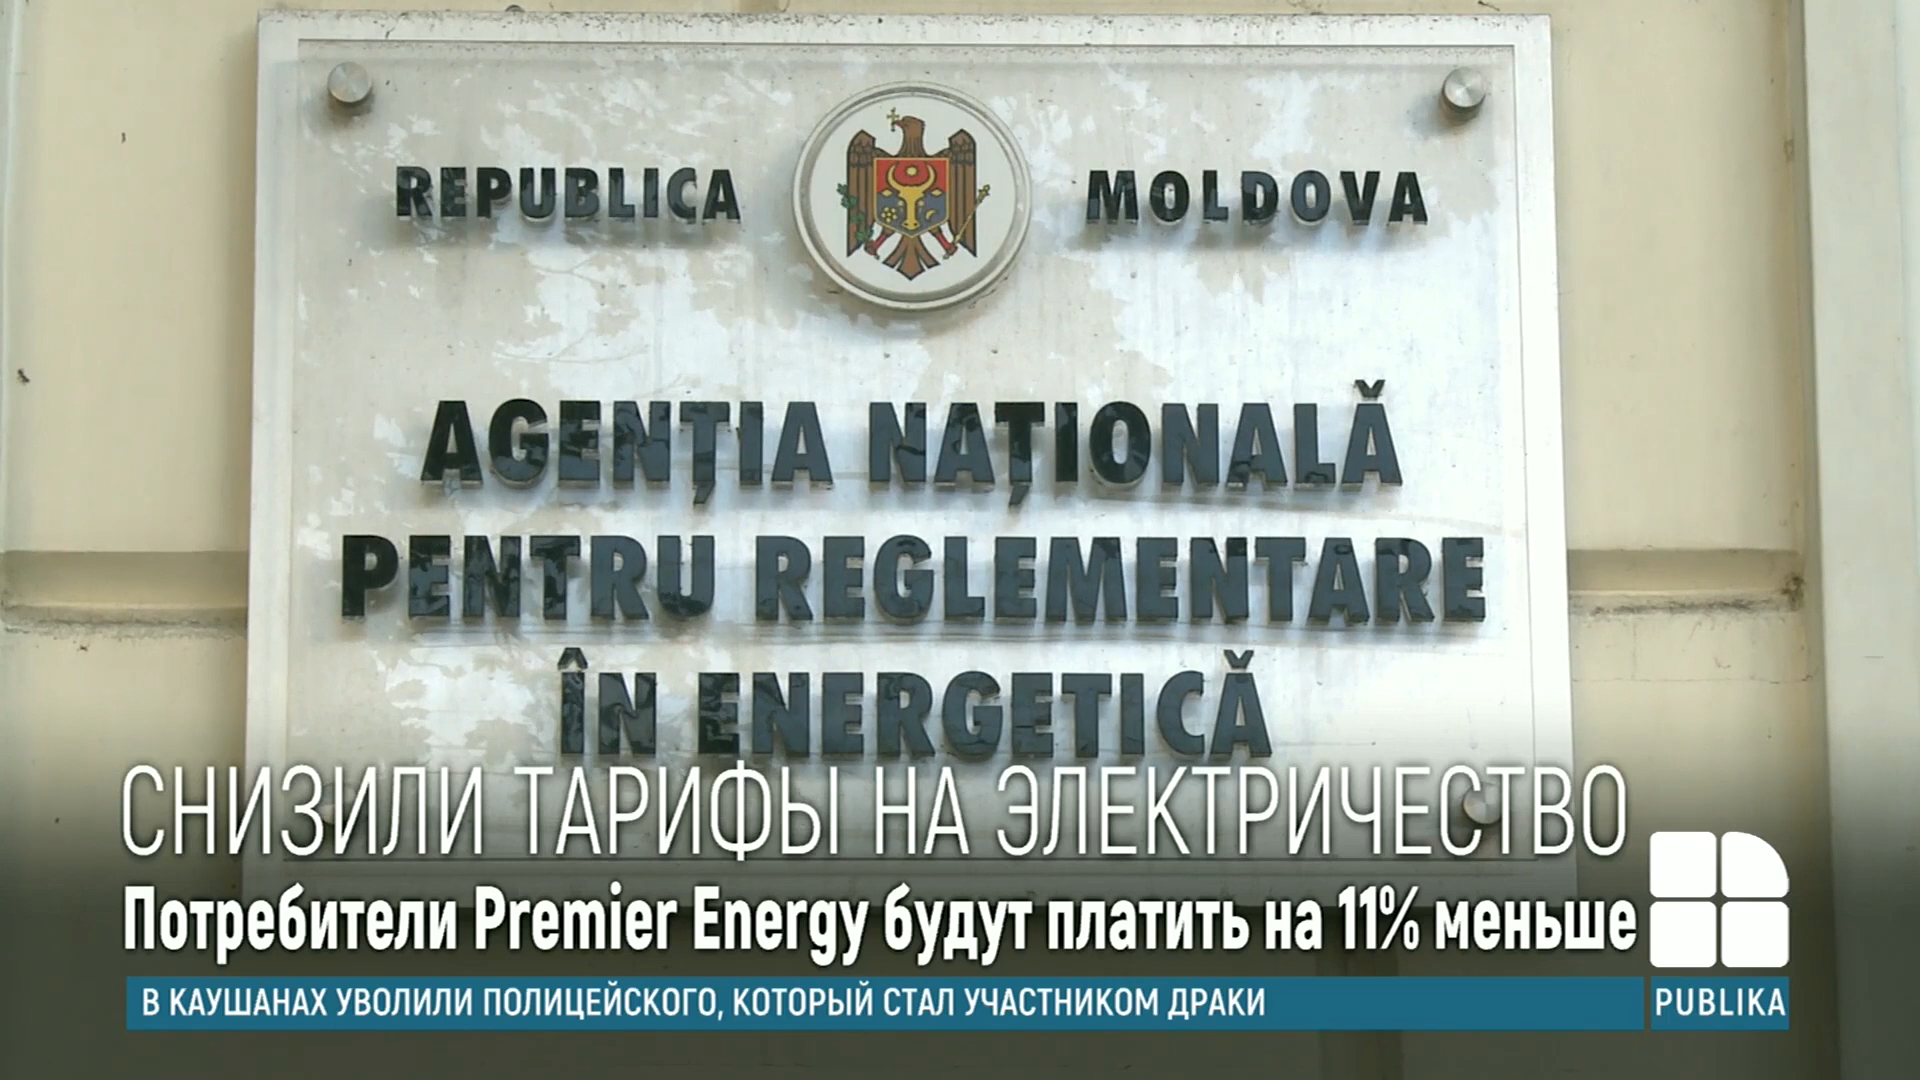 REPUBLICA MOLDOVA
AGENȚIA NAȚIONALĂ
PENTRU REGLEMENTARE
ÎN ENERGETICĂ
СНИЗИЛИ ТАРИФЫ НА ЭЛЕКТРИЧЕСТВО
Потребители Premier Energy будут платить на 11% меньше
В КАУШАНАХ УВОЛИЛИ ПОЛИЦЕЙСКОГО, КОТОРЫЙ СТАЛ УЧАСТНИКОМ ДРАКИ
PUBLIKA